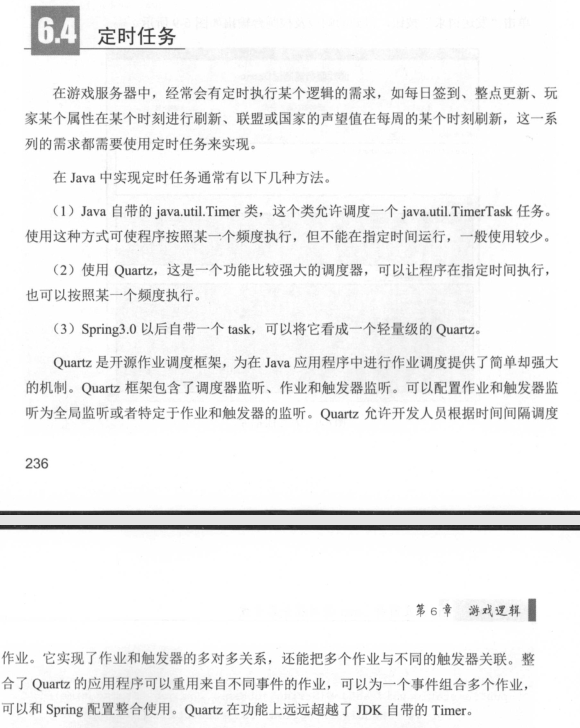 6.4 定时任务
在游戏服务器中，经常会有定时执行某个逻辑的需求，如每日签到、整点更新、玩
家某个属性在某个时刻进行刷新、联盟或国家的声望值在每周的某个时刻刷新，这一系
列的需求都需要使用定时任务来实现。
在 Java 中实现定时任务通常有以下几种方法。
（1）Java 自带的 java.util.Timer 类，这个类允许调度一个 java.util.TimerTask 任务。
使用这种方式可使程序按照某一个频度执行，但不能在指定时间运行，一般使用较少。
（2）使用 Quartz，这是一个功能比较强大的调度器，可以让程序在指定时间执行，
也可以按照某一个频度执行。
（3）Spring3.0 以后自带一个 task，可以将它看成一个轻量级的 Quartz。
Quartz 是开源作业调度框架，为在 Java 应用程序中进行作业调度提供了简单却强大
的机制。Quartz 框架包含了调度器监听、作业和触发器监听。可以配置作业和触发器监
听为全局监听或者特定于作业和触发器的监听。Quartz 允许开发人员根据时间间隔调度
236
第 6 章 游戏逻辑
作业。它实现了作业和触发器的多对多关系，还能把多个作业与不同的触发器关联。整
合了 Quartz 的应用程序可以重用来自不同事件的作业，可以为一个事件组合多个作业，
可以和 Spring 配置整合使用。Quartz 在功能上远远超越了 JDK 自带的 Timer。